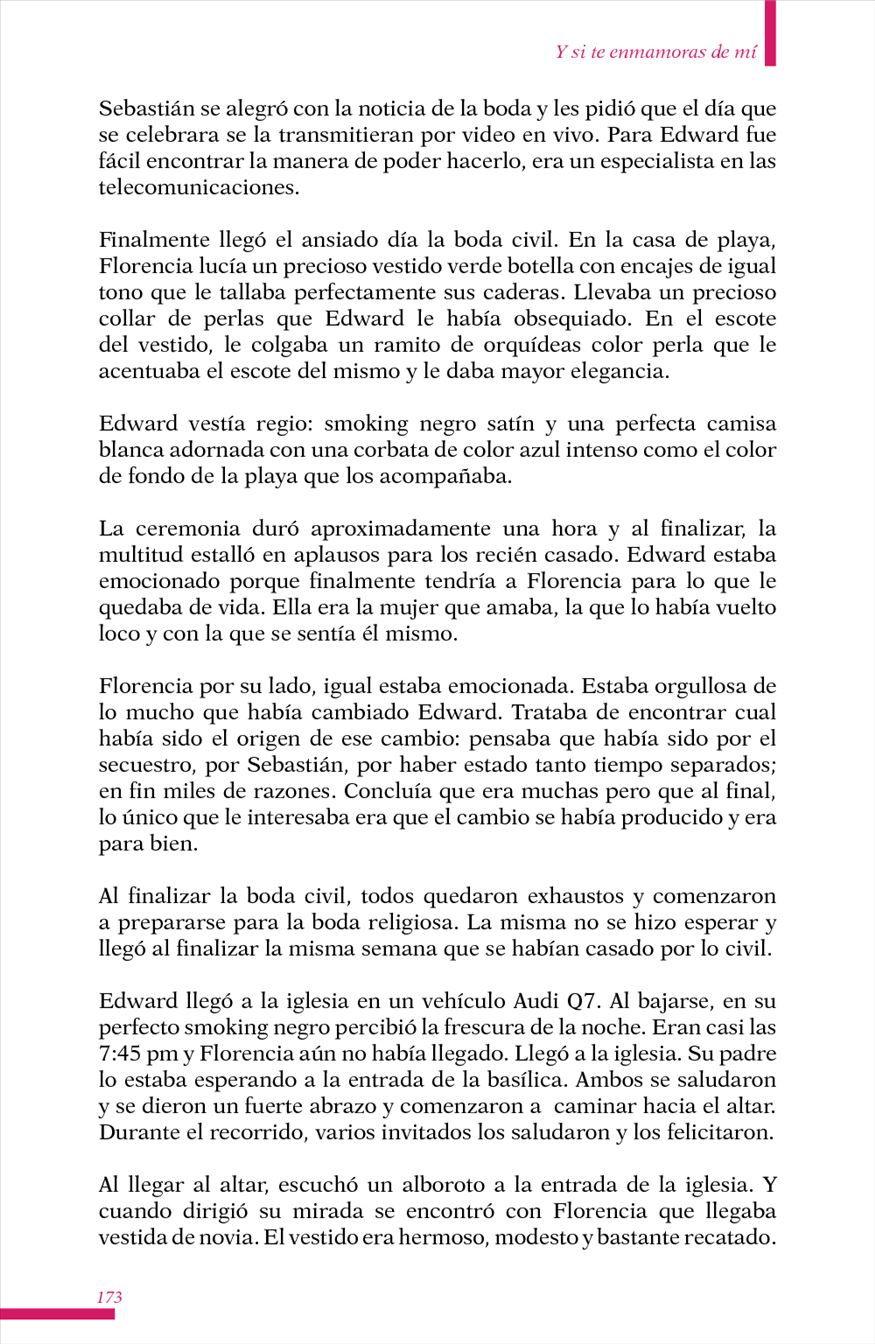 Y si te enmamoras de mí
Sebastián se alegró con la noticia de la boda y les pidió que el día que
se celebrara se la transmitieran por video en vivo. Para Edward fue
fácil encontrar la manera de poder hacerlo, era un especialista en las
telecomunicaciones.
Finalmente llegó el ansiado día la boda civil. En la casa de playa,
Florencia lucía un precioso vestido verde botella con encajes de igual
tono que le tallaba perfectamente sus caderas. Llevaba un precioso
collar de perlas que Edward le había obsequiado. En el escote
del vestido, le colgaba un ramito de orquídeas color perla que le
acentuaba el escote del mismo y le daba mayor elegancia.
Edward vestía regio: smoking negro satín y una perfecta camisa
blanca adornada con una corbata de color azul intenso como el color
de fondo de la playa que los acompañaba.
La ceremonia duró aproximadamente una hora y al finalizar, la
multitud estalló en aplausos para los recién casado. Edward estaba
emocionado porque finalmente tendría a Florencia para lo que le
quedaba de vida. Ella era la mujer que amaba, la que lo había vuelto
loco y con la que se sentía él mismo.
Florencia por su lado, igual estaba emocionada. Estaba orgullosa de
lo mucho que había cambiado Edward. Trataba de encontrar cual
había sido el origen de ese cambio: pensaba que había sido por el
secuestro, por Sebastián, por haber estado tanto tiempo separados;
en fin miles de razones. Concluía que era muchas pero que al final,
lo único que le interesaba era que el cambio se había producido y era
para bien.
Al finalizar la boda civil, todos quedaron exhaustos y comenzaron
a prepararse para la boda religiosa. La misma no se hizo esperar y
llegó al finalizar la misma semana que se habían casado por lo civil.
Edward llegó a la iglesia en un vehículo Audi Q7. Al bajarse, en su
perfecto smoking negro percibió la frescura de la noche. Eran casi las
7:45 pm y Florencia aún no había llegado. Llegó a la iglesia. Su padre
lo estaba esperando a la entrada de la basílica. Ambos se saludaron
y se dieron un fuerte abrazo y comenzaron a  caminar hacia el altar.
Durante el recorrido, varios invitados los saludaron y los felicitaron.
Al llegar al altar, escuchó un alboroto a la entrada de la iglesia. Y
cuando dirigió su mirada se encontró con Florencia que llegaba
vestida de novia. El vestido era hermoso, modesto y bastante recatado.
173